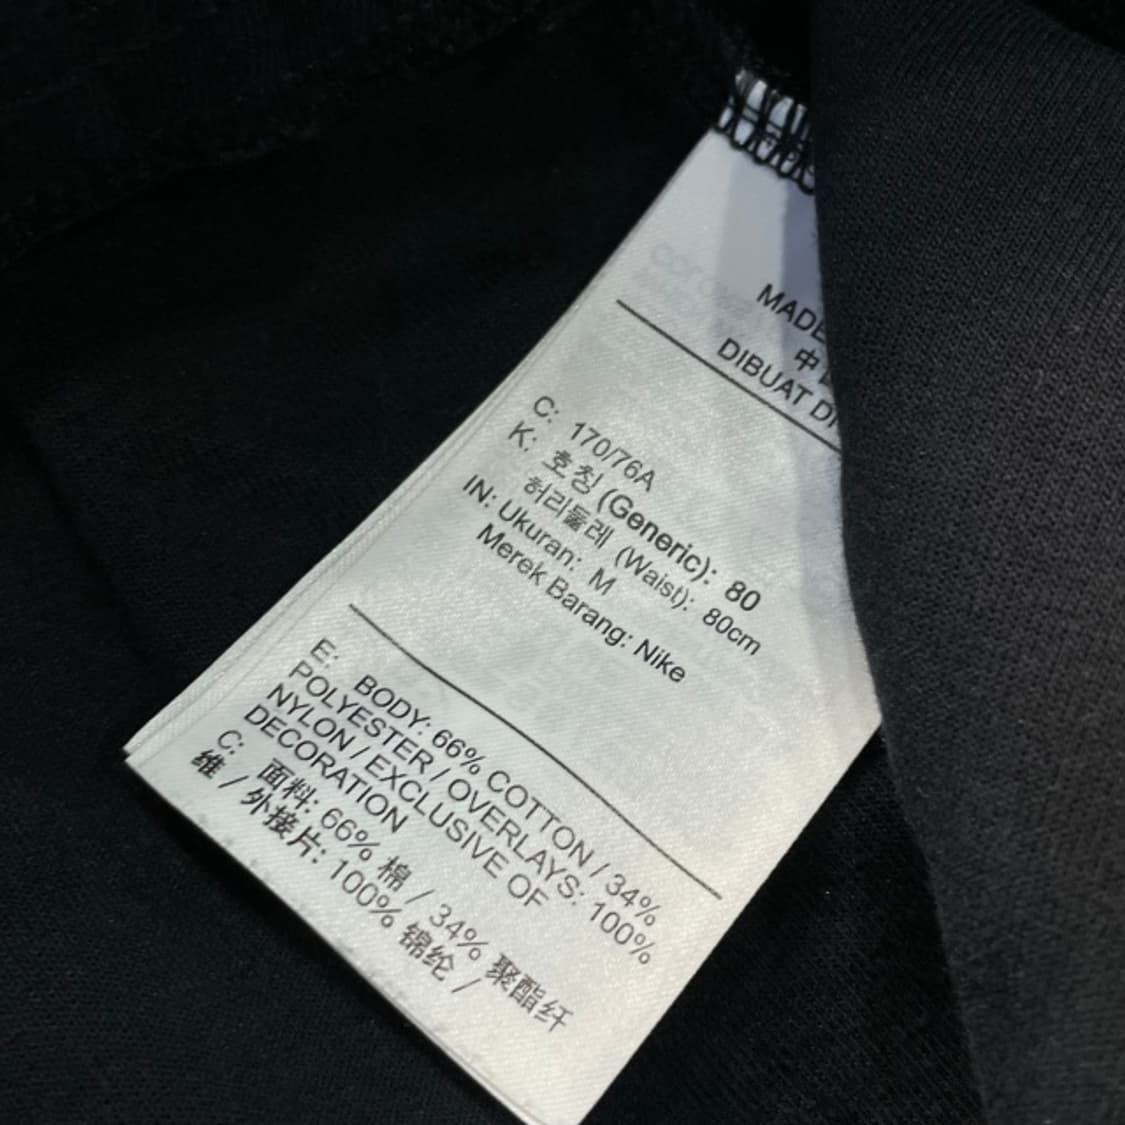 MADE
中
DIBUAT DI
C: 170/76A
K: 호칭 (Generic): 80
허리둘레 (Waist): 80cm
IN: Ukuran: M
Merek Barang: Nike
E: BODY: 66% COTTON / 34%
POLYESTER / OVERLAYS: 100%
NYLON / EXCLUSIVE OF
DECORATION
C: 面料: 66% 棉 / 34% 聚酯纤
维 / 外接片: 100% 锦纶 /